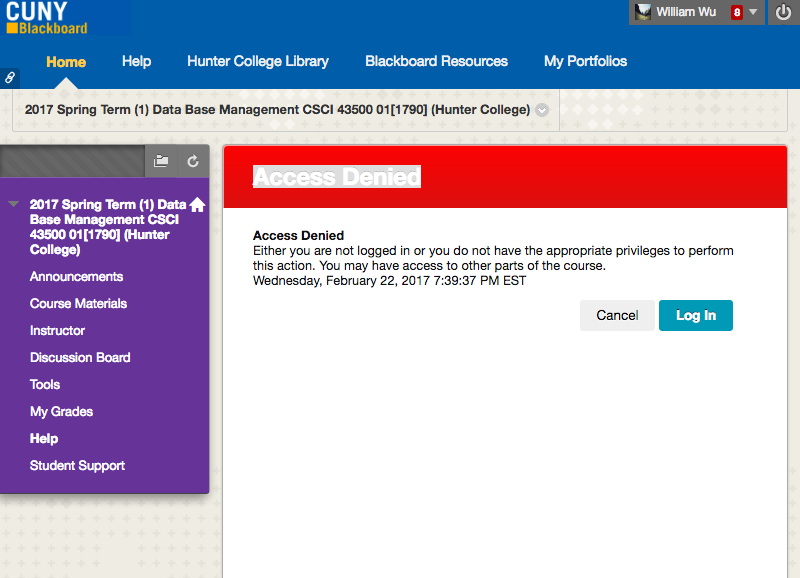 CUNY
Blackboard
William Wu 8
Home Help Hunter College Library Blackboard Resources My Portfolios
2017 Spring Term (1) Data Base Management CSCI 43500 01[1790] (Hunter College)
2017 Spring Term (1) Data
Base Management CSCI
43500 01[1790] (Hunter
College)
Announcements
Course Materials
Instructor
Discussion Board
Tools
My Grades
Help
Student Support
Access Denied
Access Denied
Either you are not logged in or you do not have the appropriate privileges to perform
this action. You may have access to other parts of the course.
Wednesday, February 22, 2017 7:39:37 PM EST
Cancel Log In